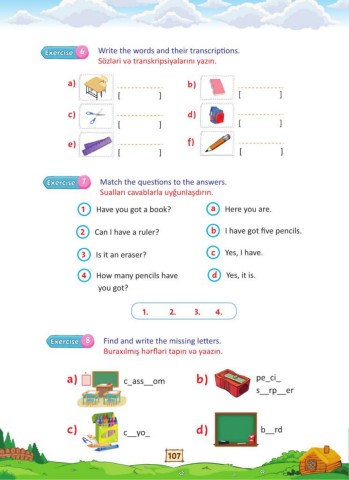 Exercise 6 Write the words and their transcriptions.
Sözləri və transkripsiyalarını yazın.
a) b)
[ ] [ ]
c) d)
[ ] [ ]
e) f)
[ ] [ ]
Exercise 7 Match the questions to the answers.
Sualları cavablarla uyğunlaşdırın.
1 Have you got a book? a Here you are.
2 Can I have a ruler? b I have got five pencils.
3 Is it an eraser? c Yes, I have.
4 How many pencils have d Yes, it is.
you got?
1. 2. 3. 4.
Exercise 8 Find and write the missing letters.
Buraxılmış hərfləri tapın və yaazın.
a) c_ass__om b) pe_ci_
s__rp__er
c) c__yo_ d) b__rd
107